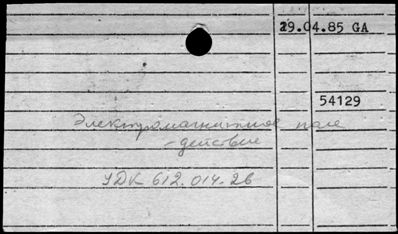 29.04.85 GA
54129
Электромагнитное поле
- действие
УДК 612.014.26